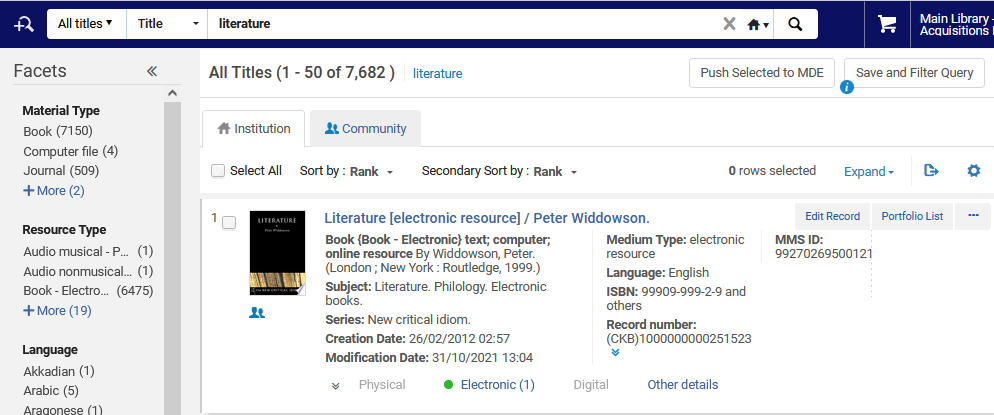 All titles Title literature
Main Library -
Acquisitions
Facets
Material Type
Book (7150)
Computer file (4)
Journal (509)
+ More (2)
Resource Type
Audio musical - P... (1)
Audio nonmusical... (1)
Book - Electro... (6475)
+ More (19)
Language
Akkadian (1)
Arabic (5)
Aragonese (1)
All Titles (1 - 50 of 7,682 ) literature
Push Selected to MDE Save and Filter Query
Institution Community
Select All Sort by : Rank Secondary Sort by : Rank 0 rows selected Expand
1 Literature [electronic resource] / Peter Widdowson. Edit Record Portfolio List ...
LITERATURE
Peter Widdowson
Book {Book - Electronic} text; computer;
online resource By Widdowson, Peter.
(London ; New York : Routledge, 1999.)
Subject: Literature. Philology. Electronic
books.
Series: New critical idiom.
Creation Date: 26/02/2012 02:57
Modification Date: 31/10/2021 13:04
Medium Type: electronic
resource
Language: English
ISBN: 99909-999-2-9 and
others
Record number:
(CKB)1000000000251523
MMS ID:
99270269500121
Physical Electronic (1) Digital Other details